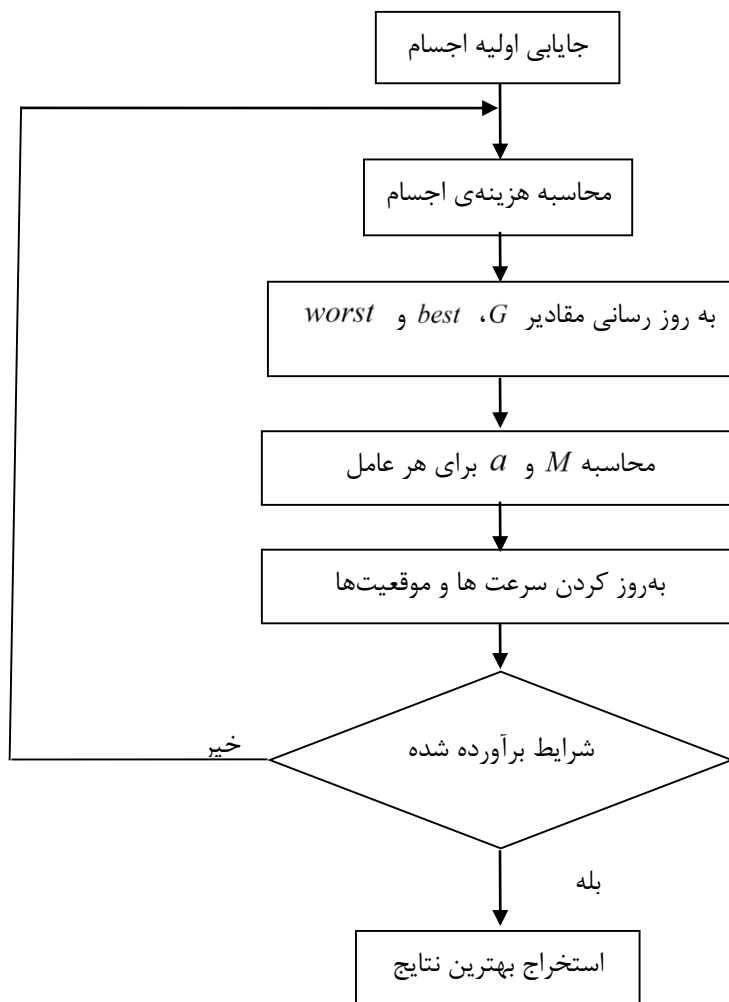 جایابی اولیه اجسام
محاسبه هزینه‌ی اجسام
به روز رسانی مقادیر G، best و worst
محاسبه M و a برای هر عامل
به‌روز کردن سرعت ها و موقعیت‌ها
شرایط برآورده شده
خیر
بله
استخراج بهترین نتایج